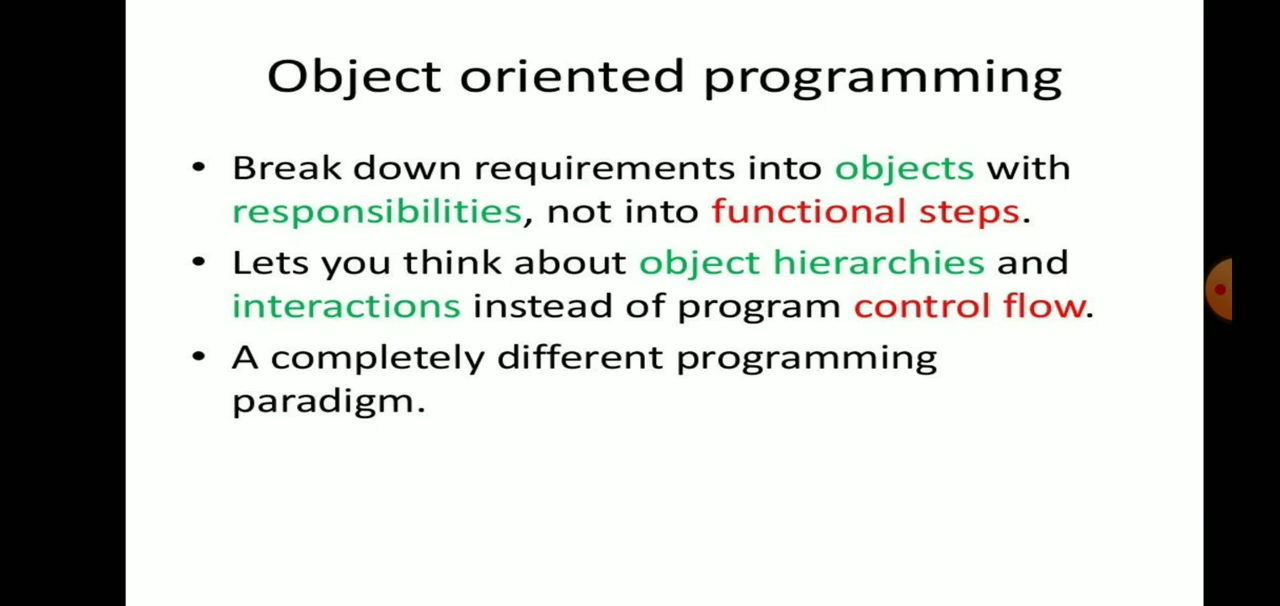 Object oriented programming
• Break down requirements into objects with
responsibilities, not into functional steps.
• Lets you think about object hierarchies and
interactions instead of program control flow.
• A completely different programming
paradigm.